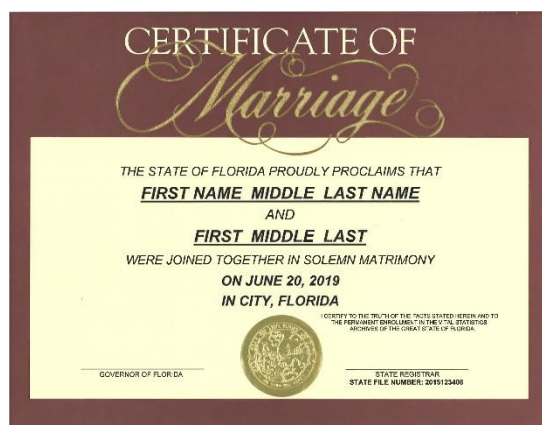 CERTIFICATE OF
Marriage
THE STATE OF FLORIDA PROUDLY PROCLAIMS THAT
FIRST NAME MIDDLE LAST NAME
AND
FIRST MIDDLE LAST
WERE JOINED TOGETHER IN SOLEMN MATRIMONY
ON JUNE 20, 2019
IN CITY, FLORIDA
I CERTIFY TO THE TRUTH OF THE FACTS STATED HEREIN AND TO
THE PERMANENT ENROLLMENT IN THE VITAL STATISTICS
ARCHIVES OF THE GREAT STATE OF FLORIDA.
GOVERNOR OF FLORIDA
STATE REGISTRAR
STATE FILE NUMBER: 2015123408